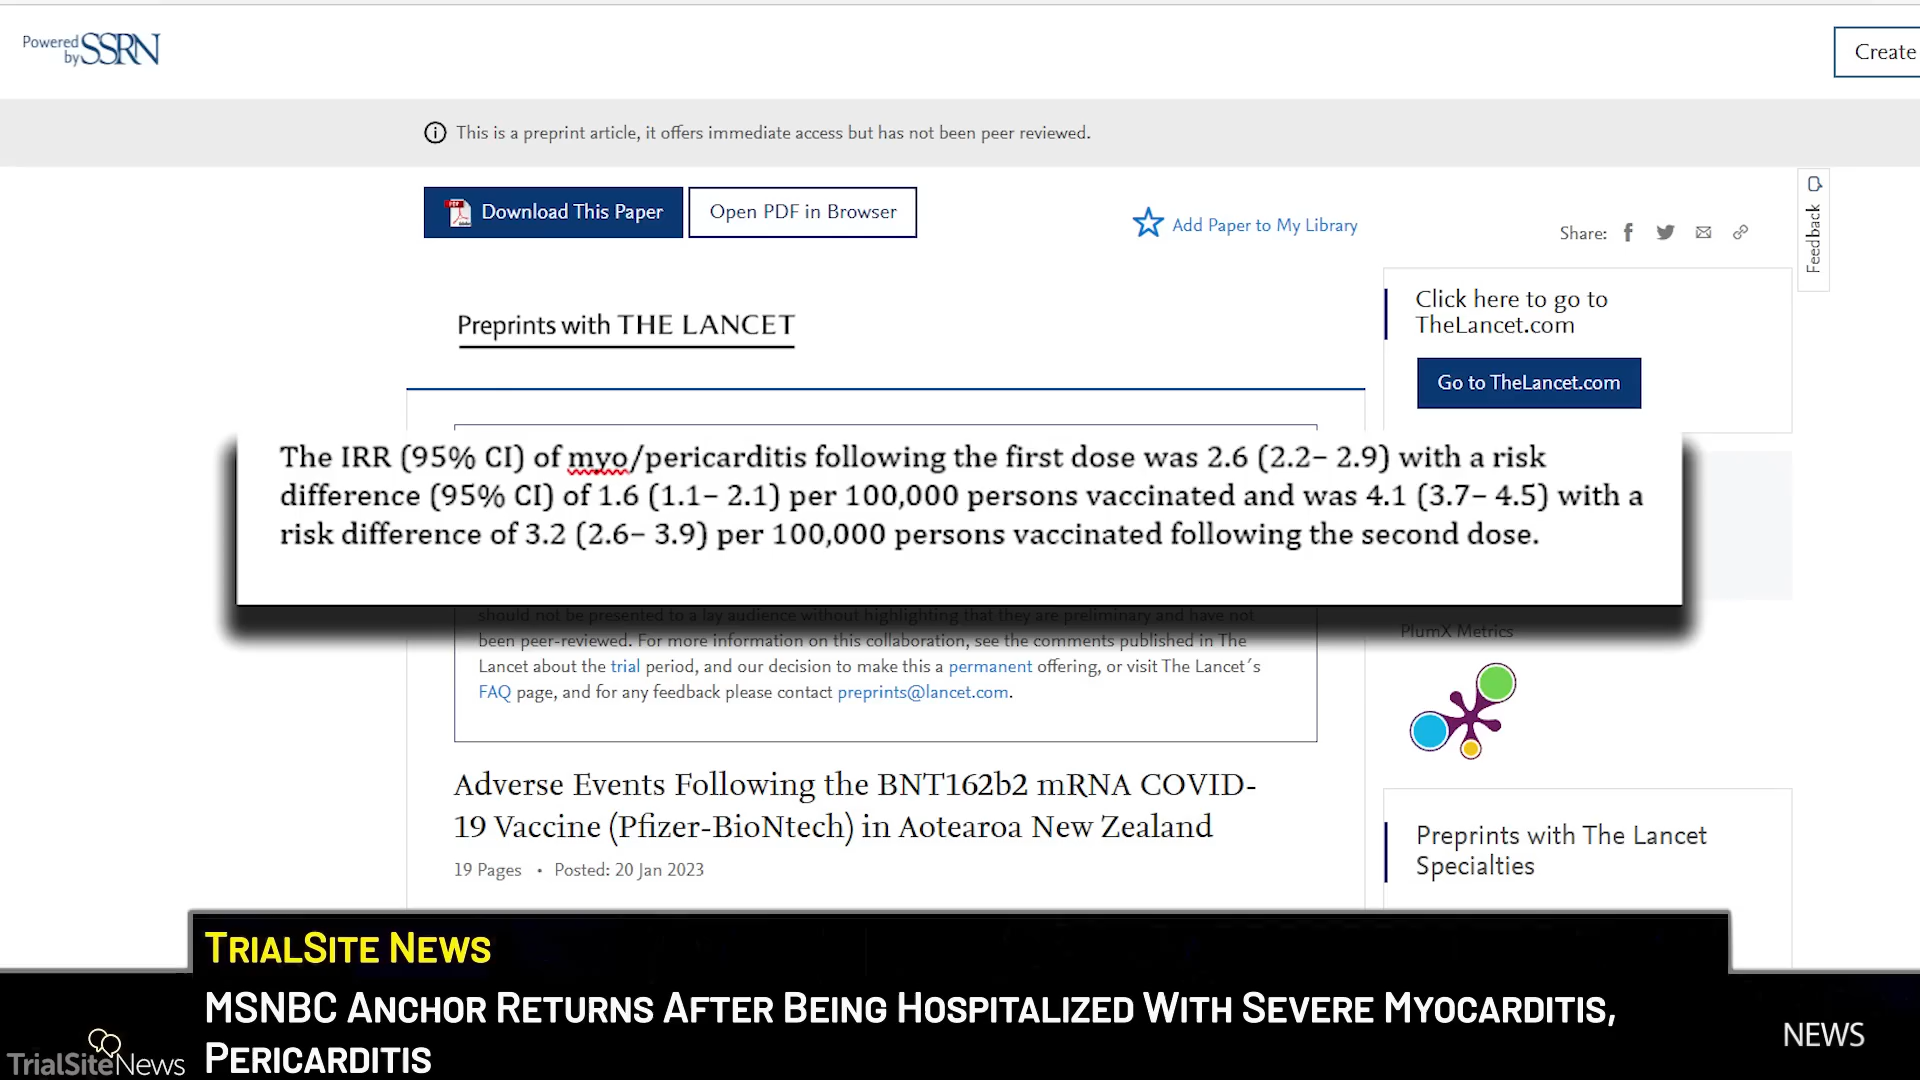 Powered
by SSRN
Create
This is a preprint article, it offers immediate access but has not been peer reviewed.
Download This Paper
Open PDF in Browser
Add Paper to My Library
Share:
Feedback
Click here to go to
TheLancet.com
Go to TheLancet.com
Preprints with THE LANCET
The IRR (95% CI) of myo/pericarditis following the first dose was 2.6 (2.2– 2.9) with a risk
difference (95% CI) of 1.6 (1.1– 2.1) per 100,000 persons vaccinated and was 4.1 (3.7– 4.5) with a
risk difference of 3.2 (2.6– 3.9) per 100,000 persons vaccinated following the second dose.
should not be presented to a lay audience without highlighting that they are preliminary and have not
been peer-reviewed. For more information on this collaboration, see the comments published in The
Lancet about the trial period, and our decision to make this a permanent offering, or visit The Lancet's
FAQ page, and for any feedback please contact preprints@lancet.com.
PlumX Metrics
Adverse Events Following the BNT162b2 mRNA COVID-
19 Vaccine (Pfizer-BioNtech) in Aotearoa New Zealand
19 Pages • Posted: 20 Jan 2023
Preprints with The Lancet
Specialties
TrialSite News
MSNBC Anchor Returns After Being Hospitalized With Severe Myocarditis,
Pericarditis
TrialSiteNews
NEWS